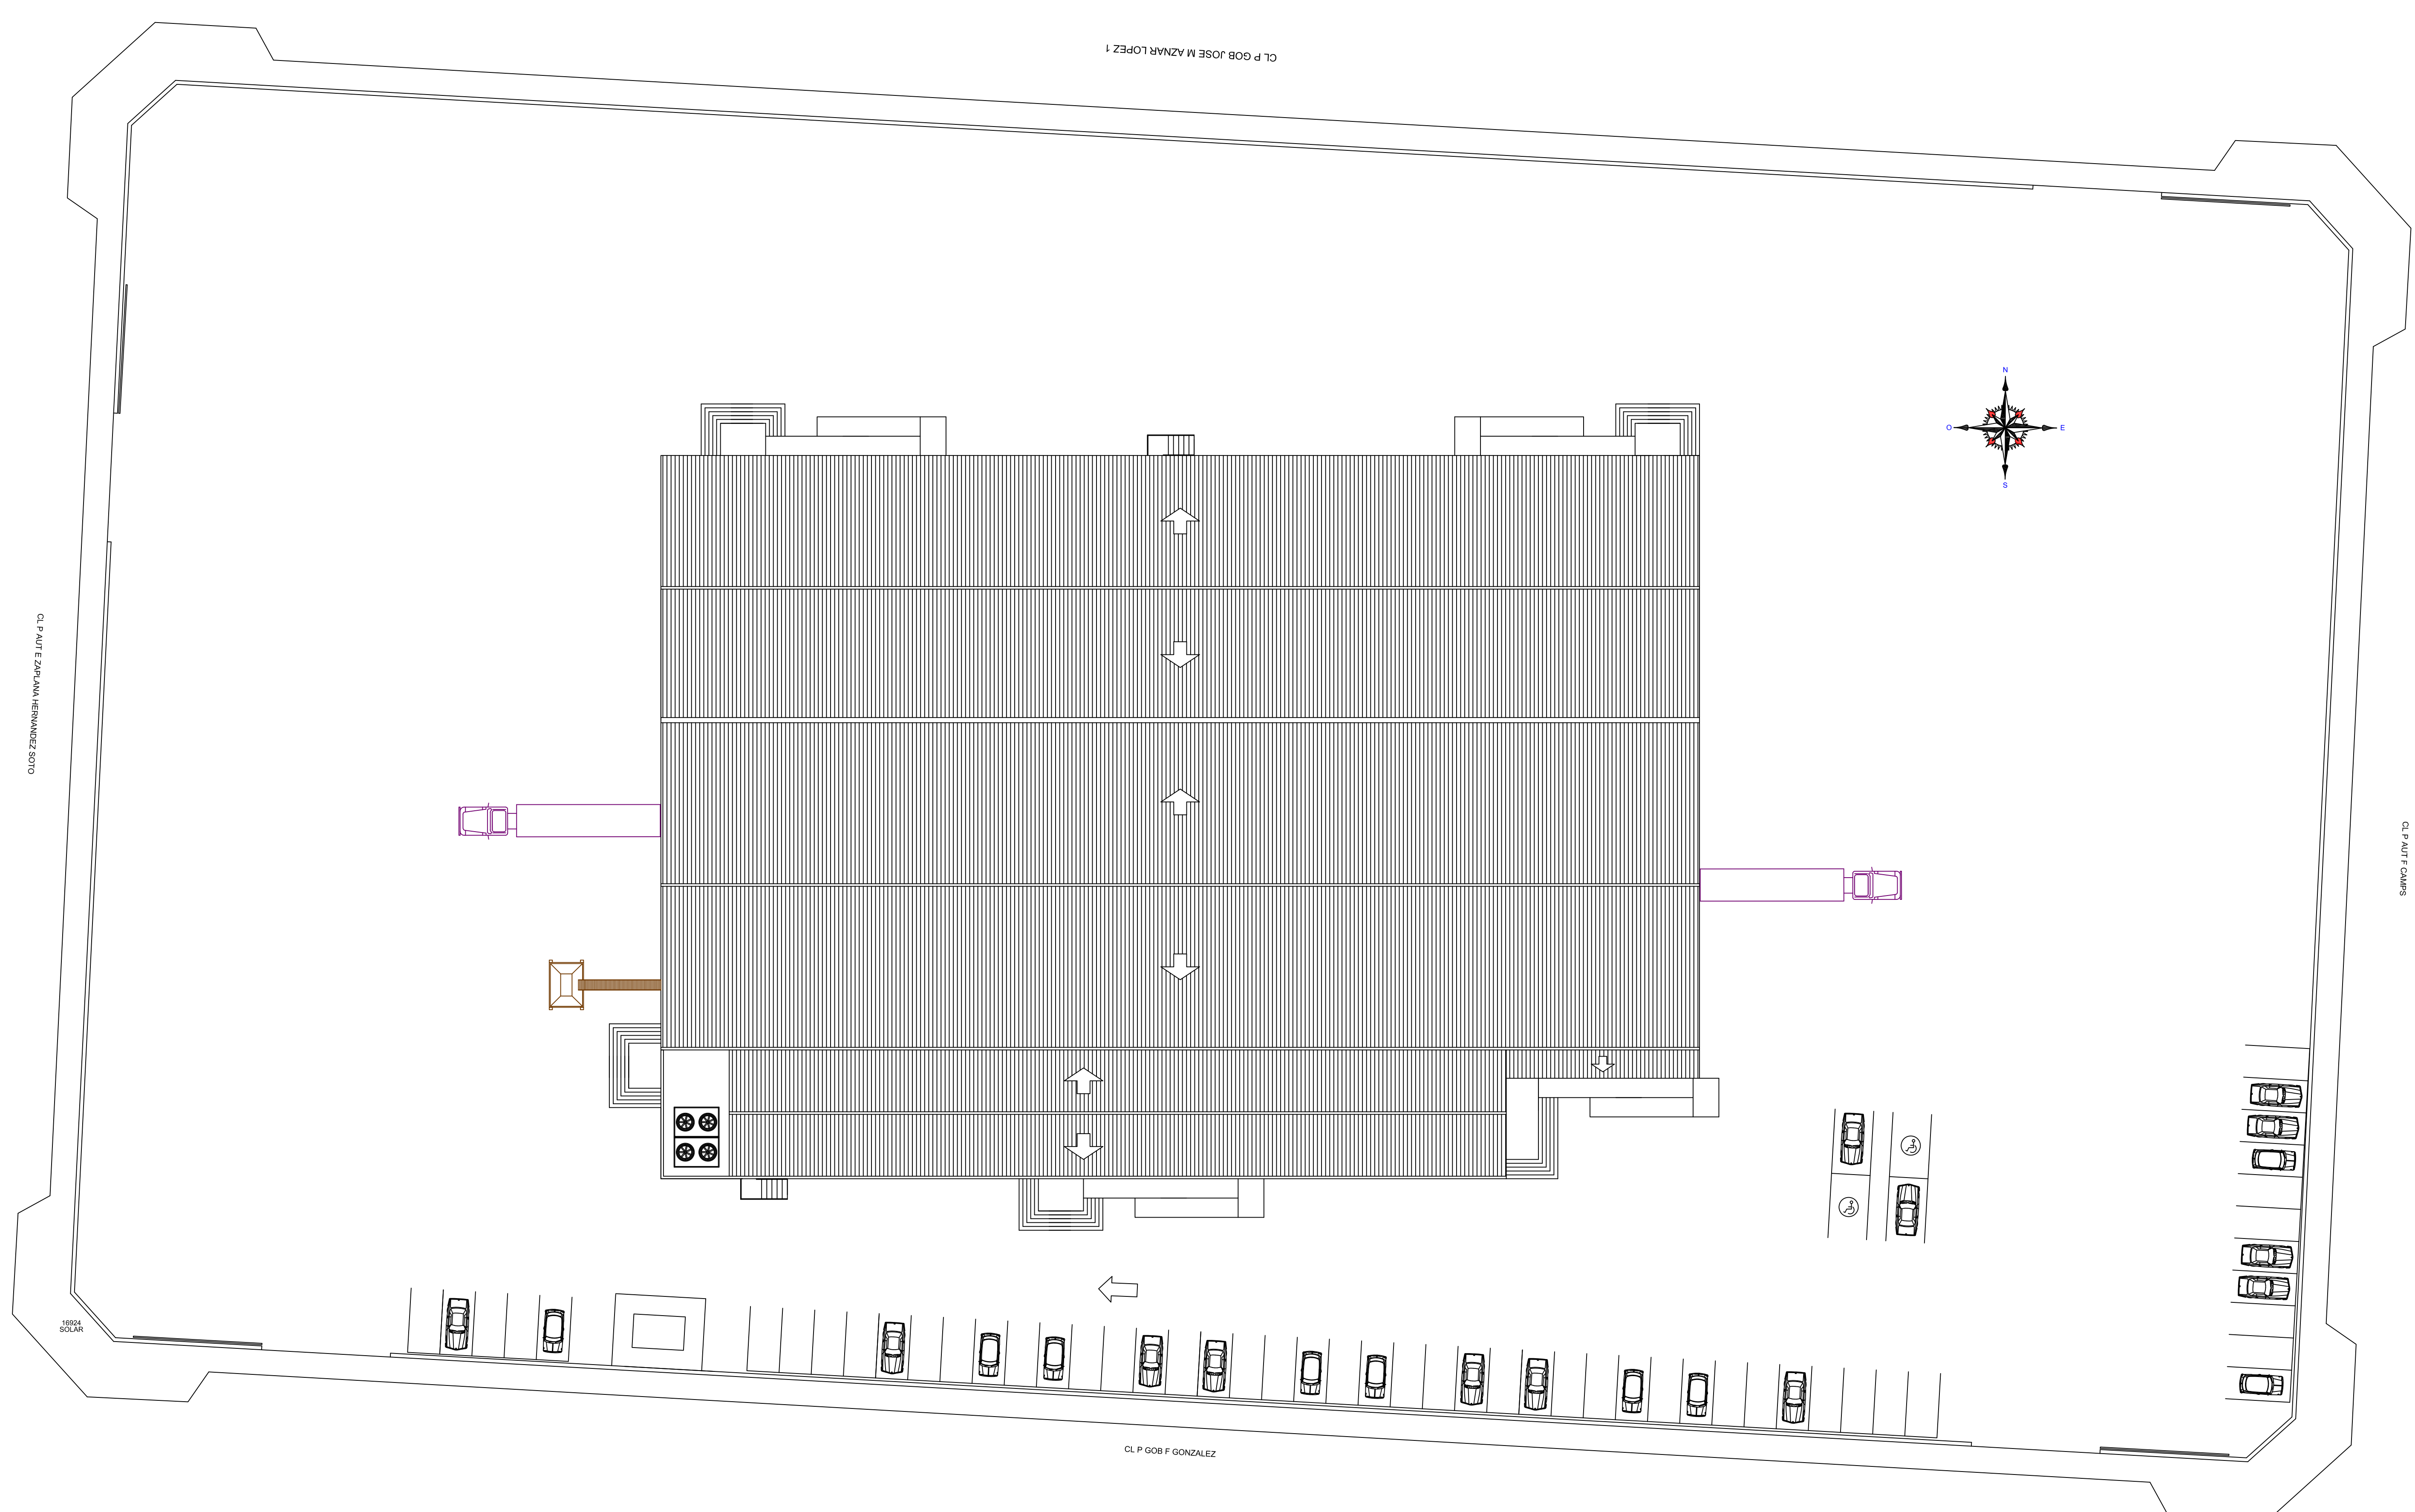 CL P GOB JOSE M AZNAR LOPEZ 1
N
O
E
S
CL P AUT E ZAPLANA HERNANDEZ SOTO
CL P AUT F CAMPS
16924
SOLAR
CL P GOB F GONZALEZ